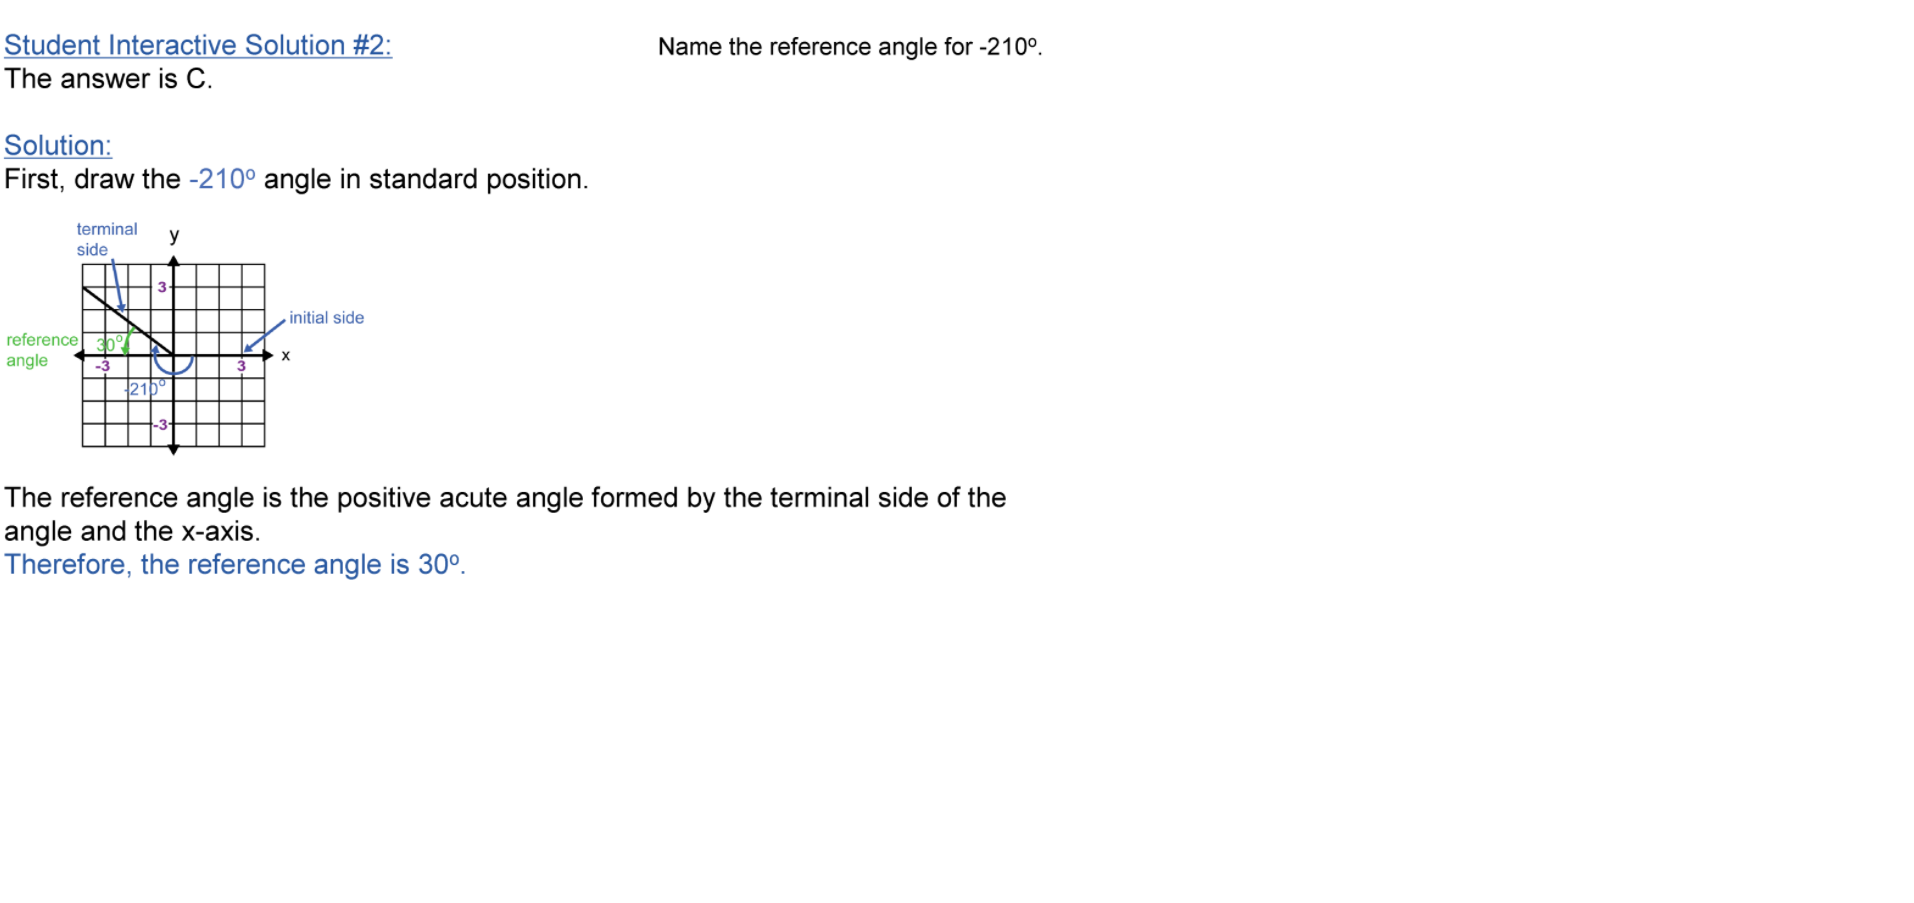 Student Interactive Solution #2:
Name the reference angle for -210º.
The answer is C.
Solution:
First, draw the -210º angle in standard position.
terminal
side
y
3
initial side
reference
angle
30º
x
-3
3
-210º
-3
The reference angle is the positive acute angle formed by the terminal side of the
angle and the x-axis.
Therefore, the reference angle is 30º.